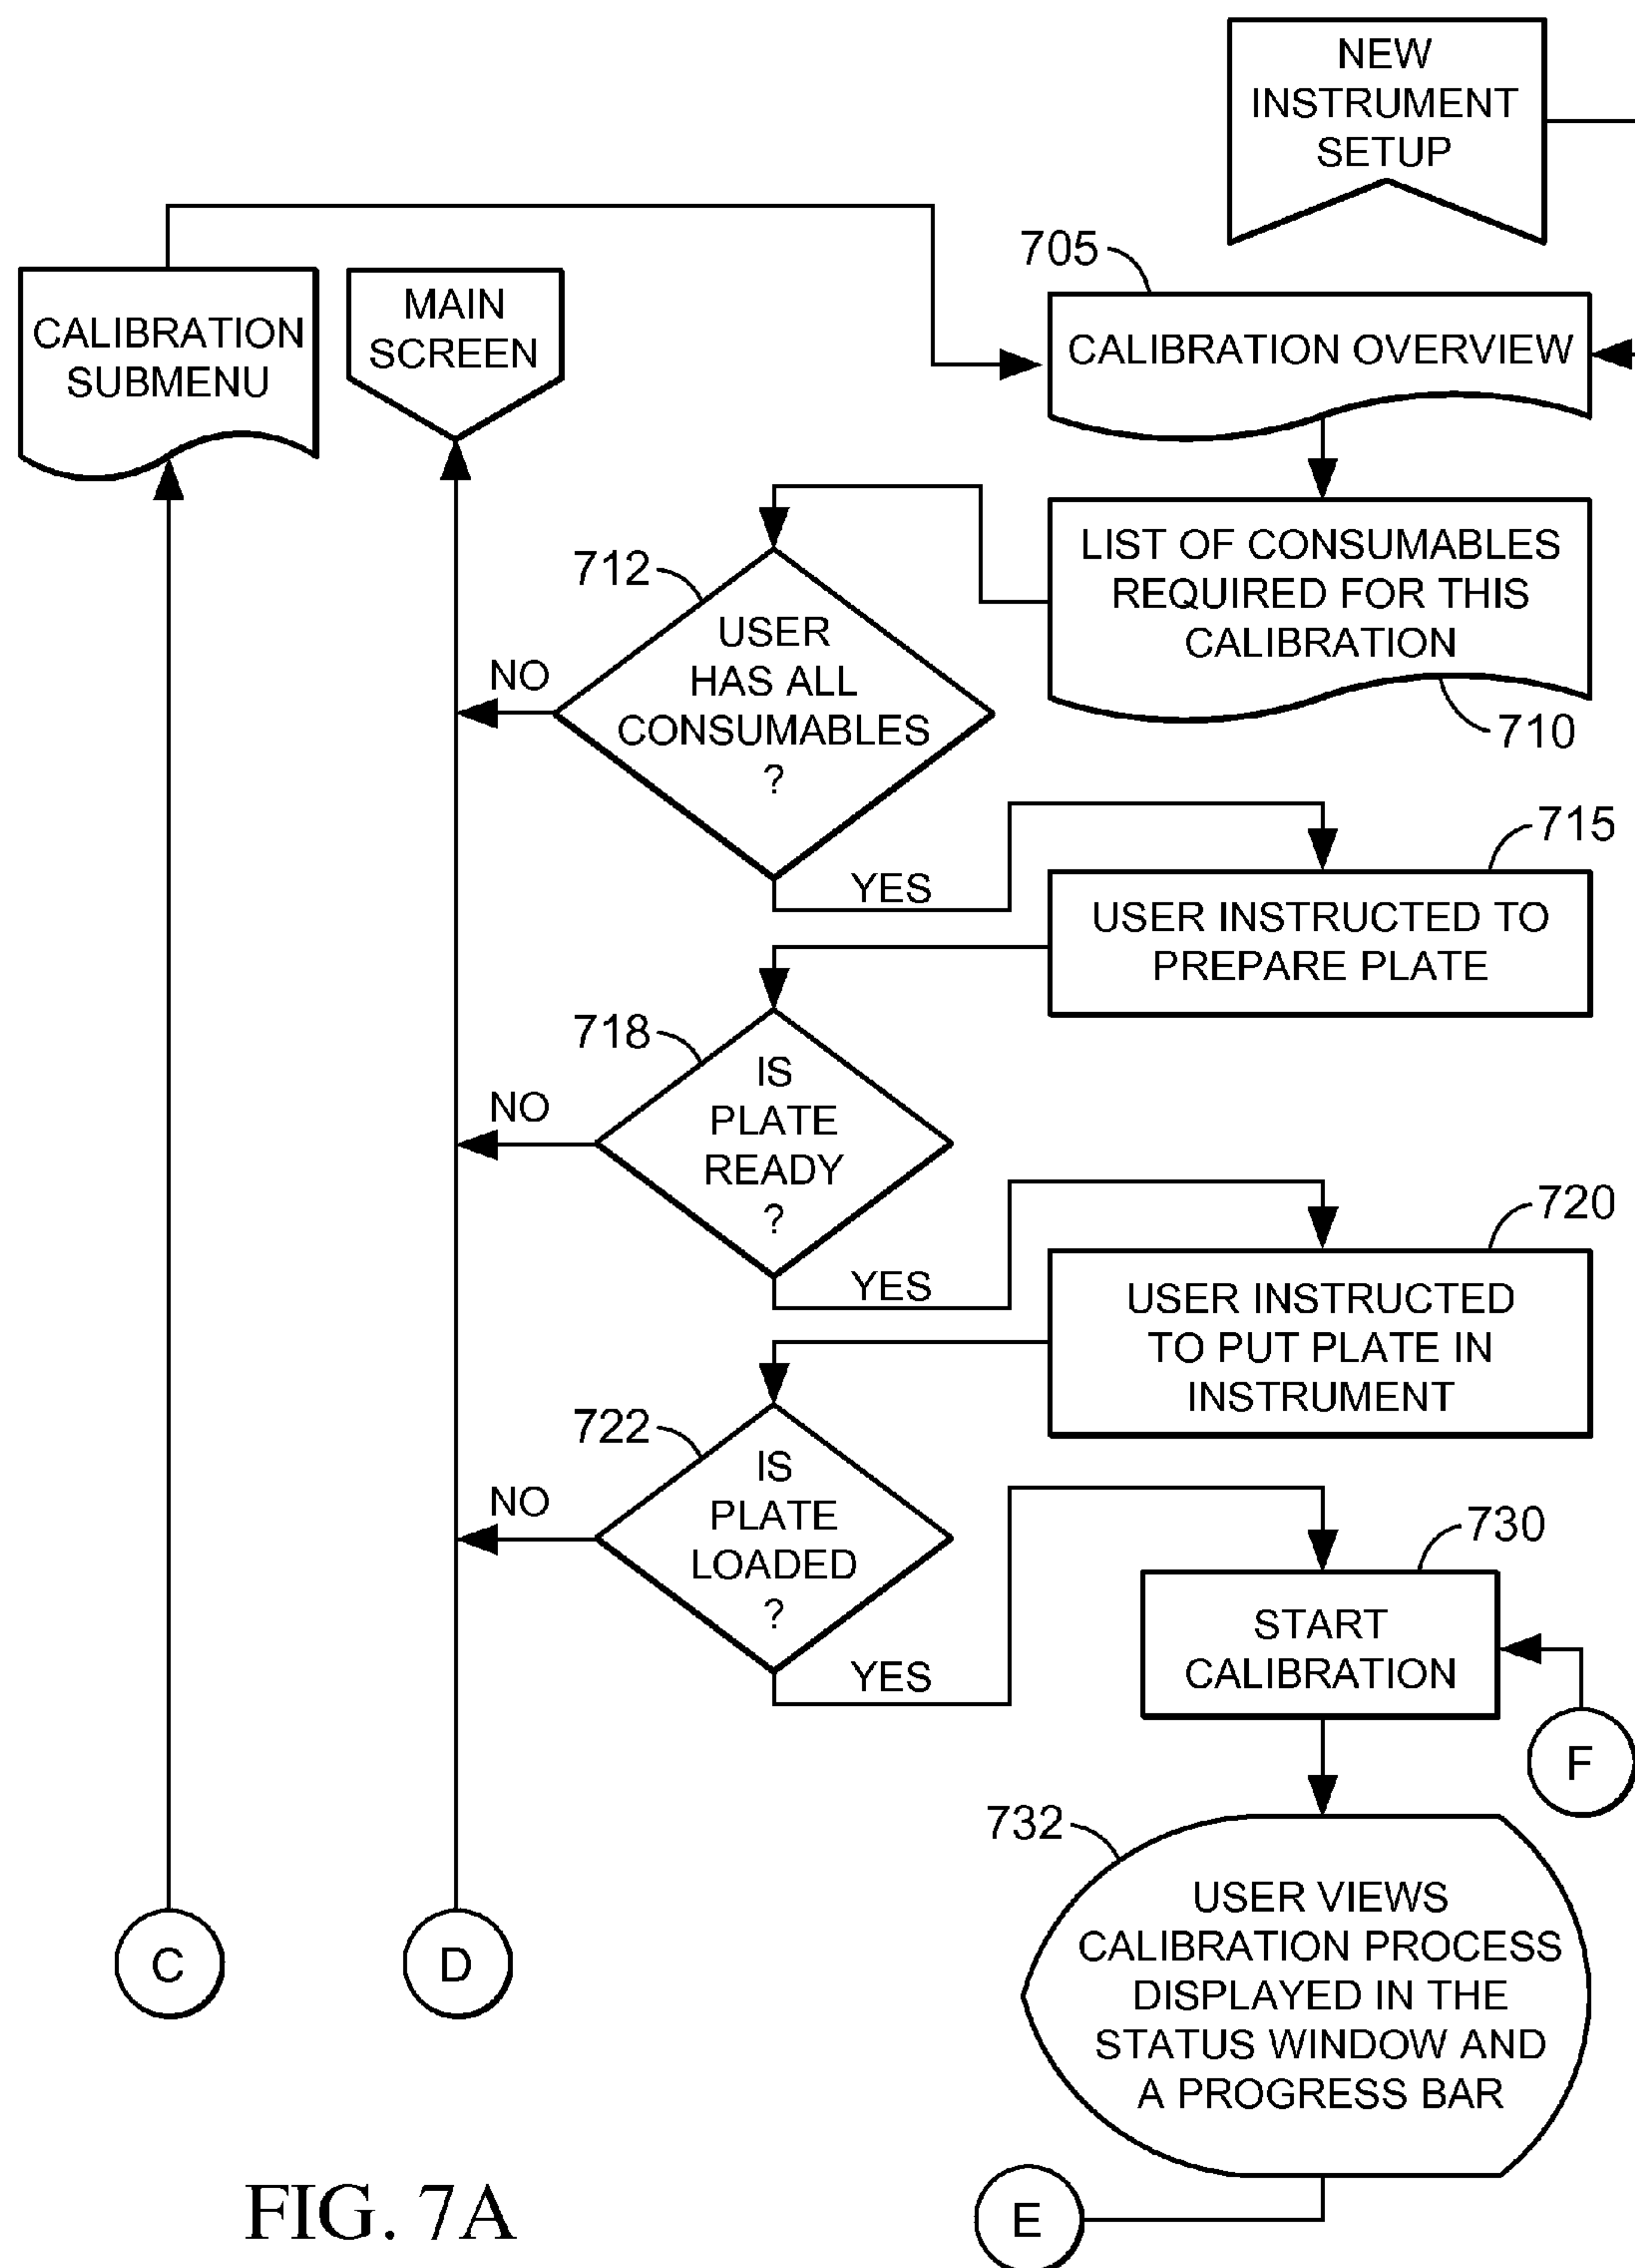 NEW
INSTRUMENT
SETUP
705
CALIBRATION
SUBMENU
MAIN
SCREEN
CALIBRATION OVERVIEW
712
LIST OF CONSUMABLES
REQUIRED FOR THIS
CALIBRATION
710
USER
HAS ALL
CONSUMABLES
?
NO
YES
715
USER INSTRUCTED TO
PREPARE PLATE
718
IS
PLATE
READY
?
NO
YES
720
USER INSTRUCTED
TO PUT PLATE IN
INSTRUMENT
722
IS
PLATE
LOADED
?
NO
YES
730
START
CALIBRATION
F
732
USER VIEWS
CALIBRATION PROCESS
DISPLAYED IN THE
STATUS WINDOW AND
A PROGRESS BAR
C
D
E
FIG. 7A